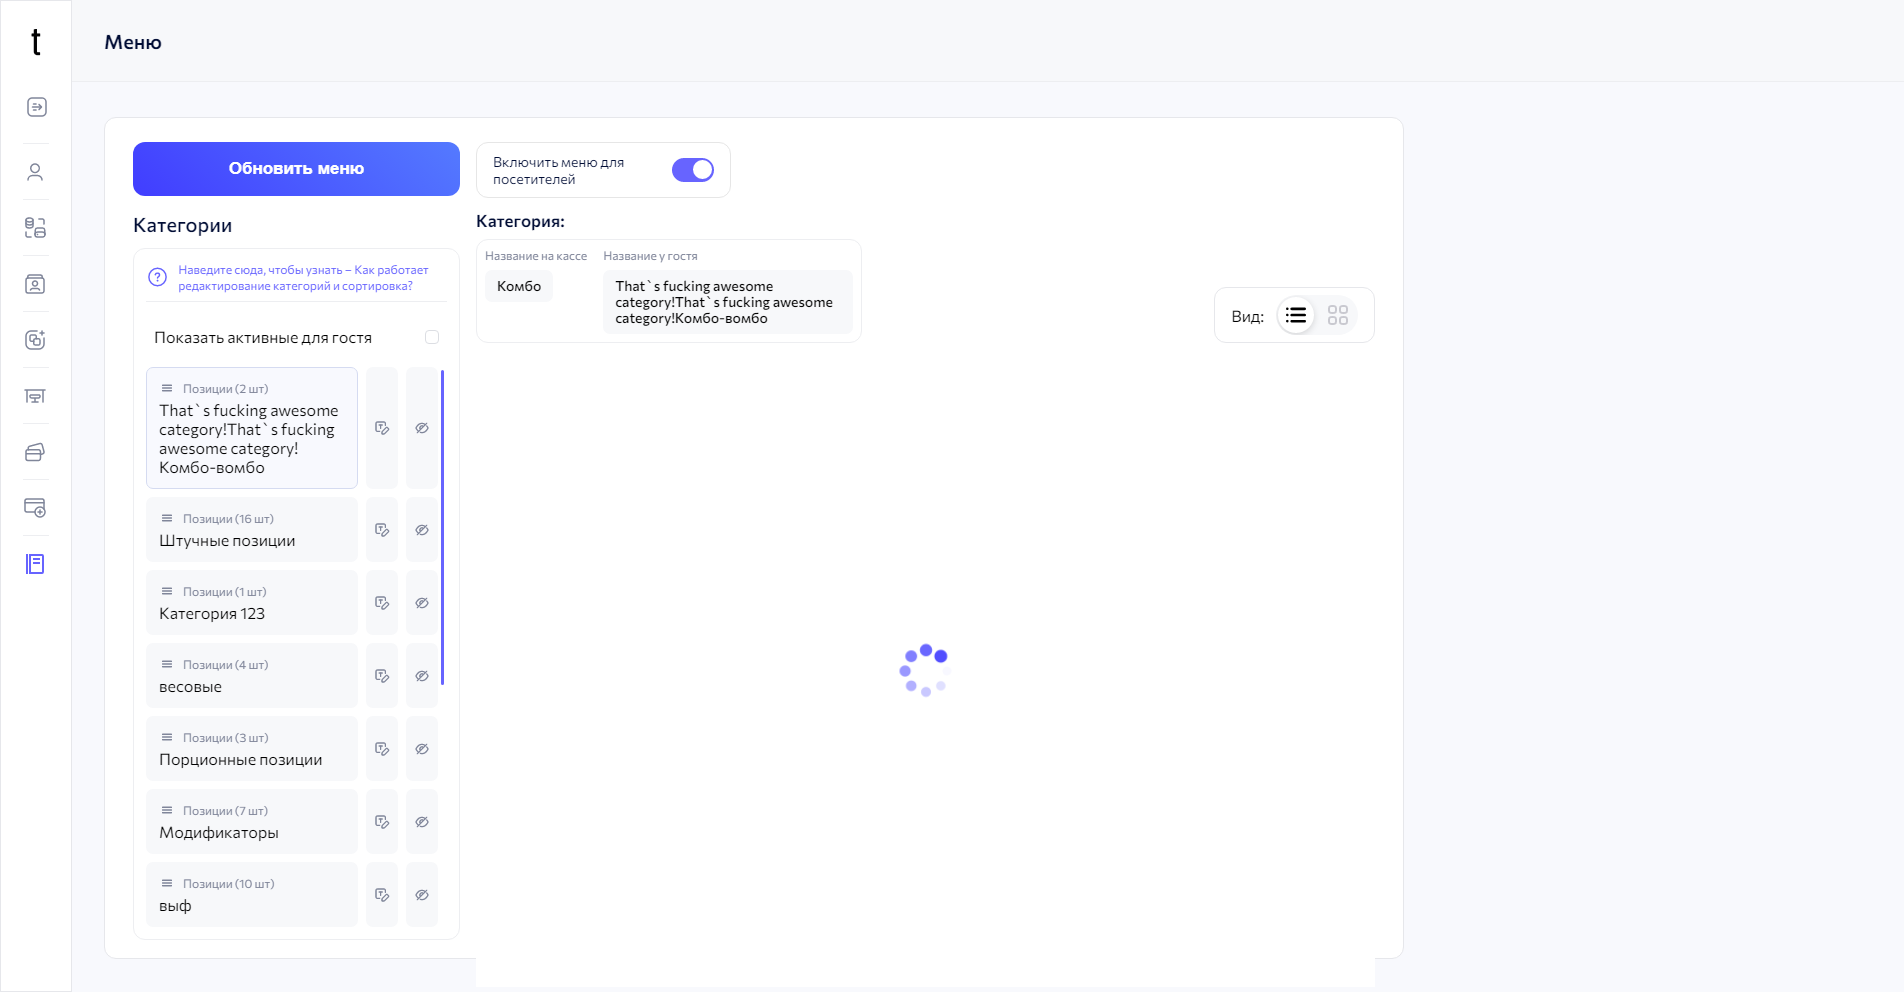 t
Меню
Обновить меню
Включить меню для
посетителей
Категории
Наведите сюда, чтобы узнать – Как работает
редактирование категорий и сортировка?
Показать активные для гостя
Позиции (2 шт)
That`s fucking awesome
category!That`s fucking
awesome category!
Комбо-вомбо
Позиции (16 шт)
Штучные позиции
Позиции (1 шт)
Категория 123
Позиции (4 шт)
весовые
Позиции (3 шт)
Порционные позиции
Позиции (7 шт)
Модификаторы
Позиции (10 шт)
выф
Категория:
Название на кассе
Комбо
Название у гостя
That`s fucking awesome
category!That`s fucking awesome
category!Комбо-вомбо
Вид: